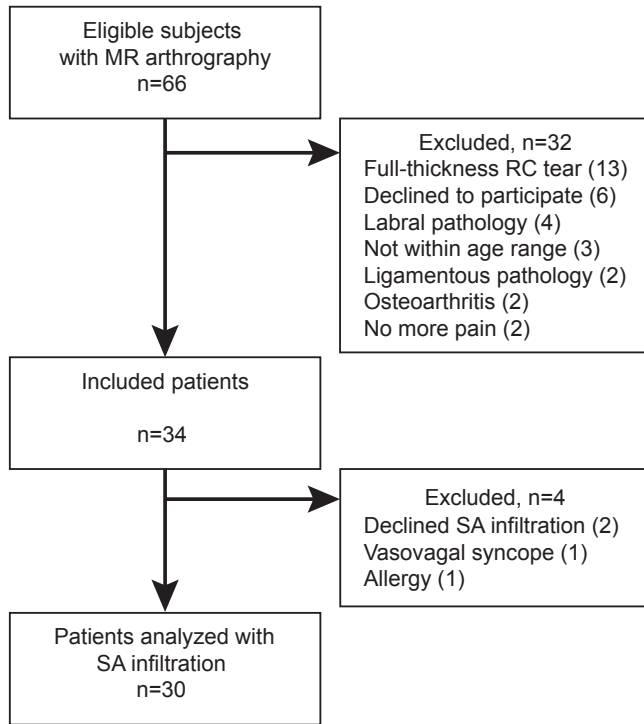 Eligible subjects
with MR arthrography
n=66
Excluded, n=32
Full-thickness RC tear (13)
Declined to participate (6)
Labral pathology (4)
Not within age range (3)
Ligamentous pathology (2)
Osteoarthritis (2)
No more pain (2)
Included patients
n=34
Excluded, n=4
Declined SA infiltration (2)
Vasovagal syncope (1)
Allergy (1)
Patients analyzed with
SA infiltration
n=30